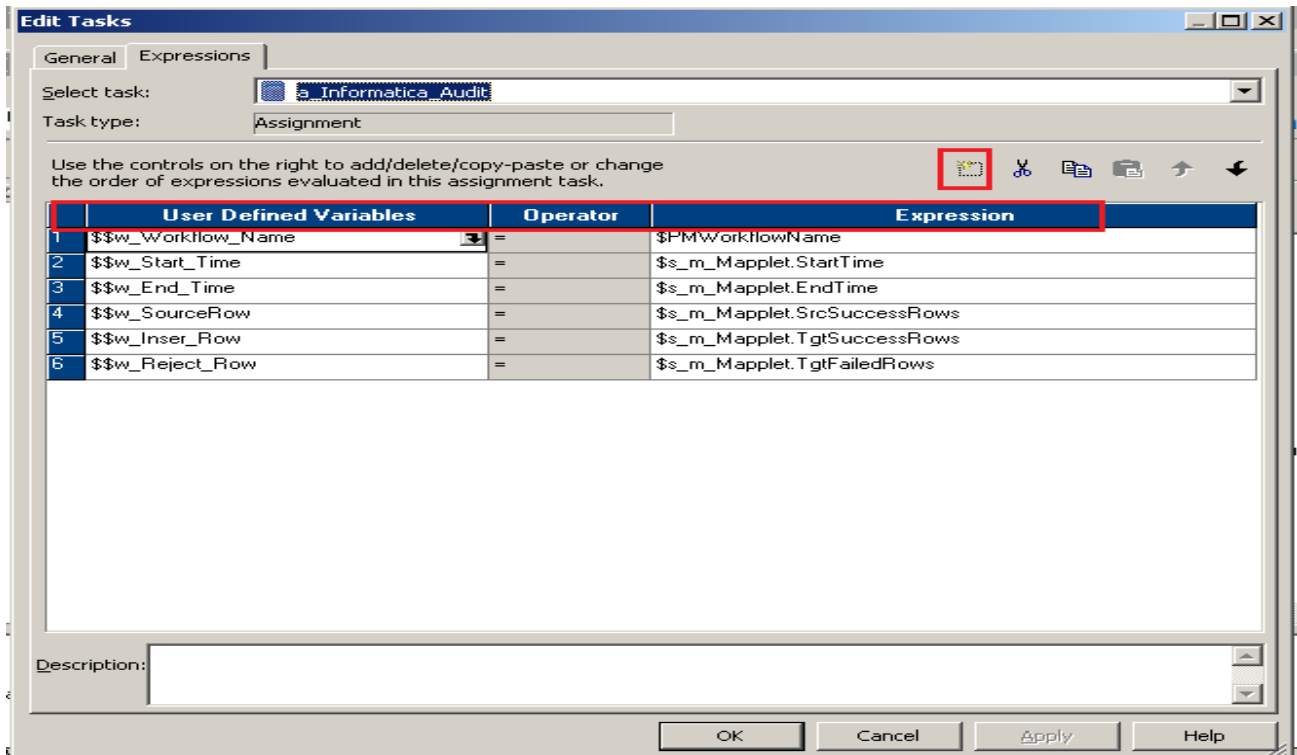 Edit Tasks
General Expressions
Select task: a_Informatica_Audit
Task type: Assignment
Use the controls on the right to add/delete/copy-paste or change
the order of expressions evaluated in this assignment task.
User Defined Variables Operator Expression
1 $$w_Workflow_Name = $PMWorkflowName
2 $$w_Start_Time = $s_m_Mapplet.StartTime
3 $$w_End_Time = $s_m_Mapplet.EndTime
4 $$w_SourceRow = $s_m_Mapplet.SrcSuccessRows
5 $$w_Inser_Row = $s_m_Mapplet.TgtSuccessRows
6 $$w_Reject_Row = $s_m_Mapplet.TgtFailedRows
Description:
OK Cancel Apply Help